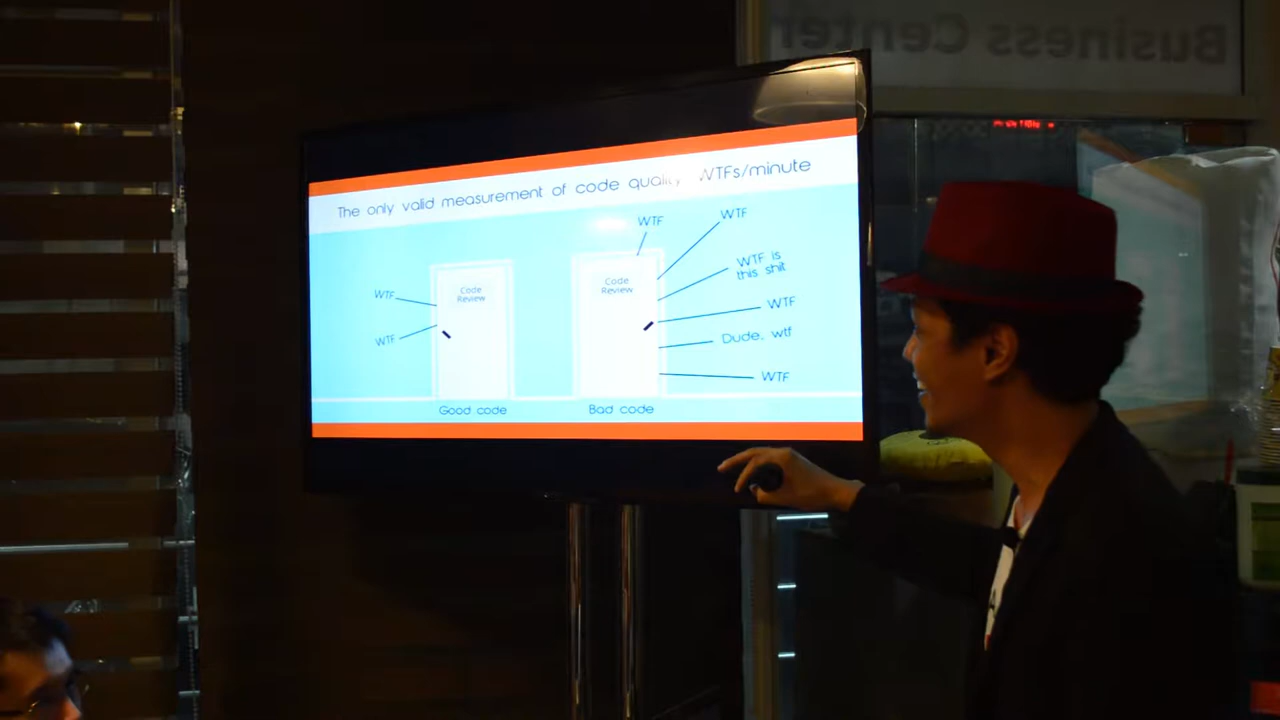 Business Center
The only valid measurement of code quality WTFs/minute
WTF
WTF
Code
Review
Good code
WTF
WTF
WTF is
this shit
WTF
Dude, wtf
WTF
Code
Review
Bad code